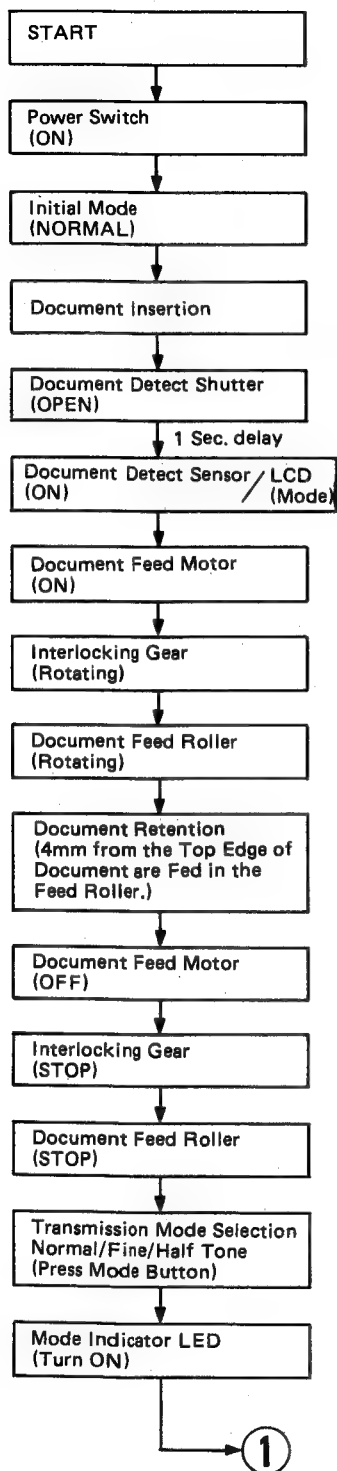 START
Power Switch
(ON)
Initial Mode
(NORMAL)
Document Insertion
Document Detect Shutter
(OPEN)
1 Sec. delay
Document Detect Sensor / LCD
(ON) (Mode)
Document Feed Motor
(ON)
Interlocking Gear
(Rotating)
Document Feed Roller
(Rotating)
Document Retention
(4mm from the Top Edge of
Document are Fed in the
Feed Roller.)
Document Feed Motor
(OFF)
Interlocking Gear
(STOP)
Document Feed Roller
(STOP)
Transmission Mode Selection
Normal/Fine/Half Tone
(Press Mode Button)
Mode Indicator LED
(Turn ON)
1